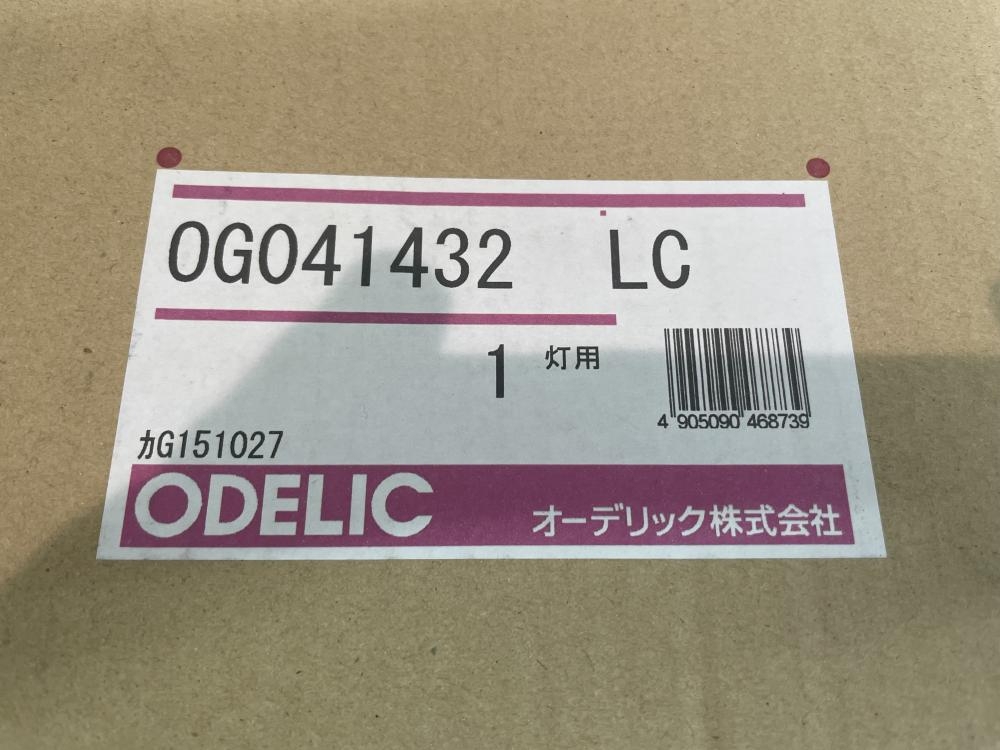 OG041432 LC
1 灯用
4 905090 468739
ｶG151027
ODELIC オーデリック株式会社